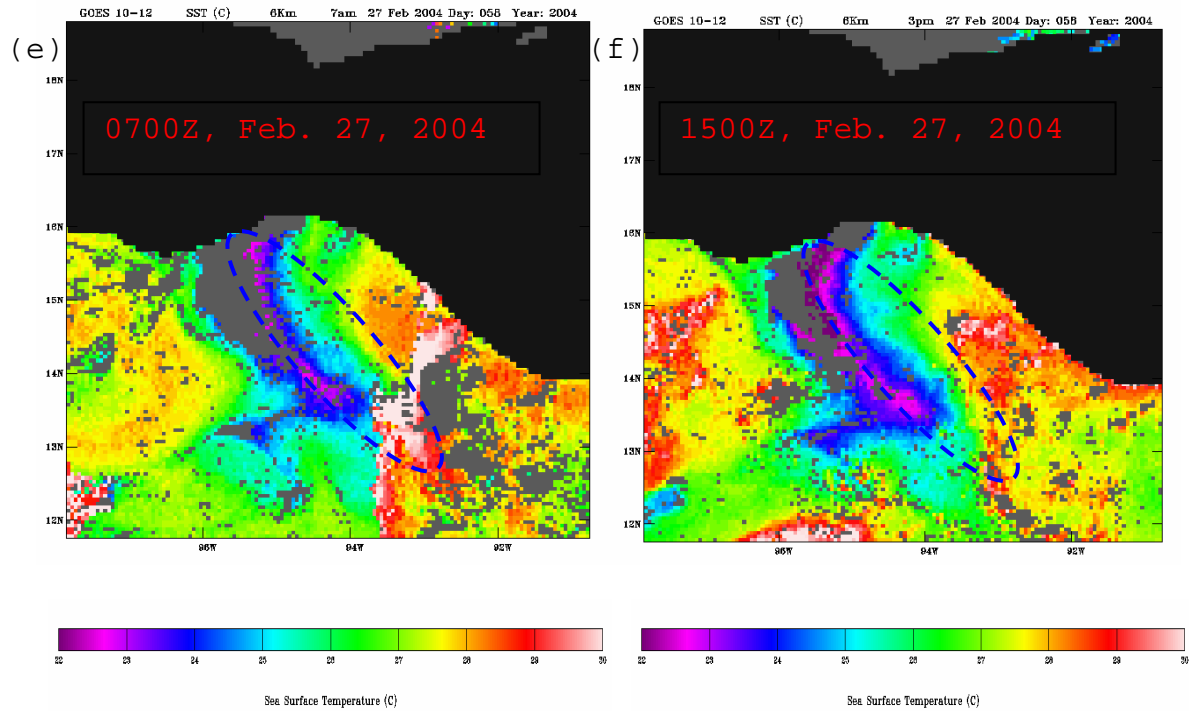 GOES 10-12 SST (C) 6Km 7am 27 Feb 2004 Day: 058 Year: 2004
(e)
18N
0700Z, Feb. 27, 2004
17N
16N
15N
14N
13N
12N
96W 94W 92W
22 23 24 25 26 27 28 29 30
Sea Surface Temperature (C)
GOES 10-12 SST (C) 6Km 3pm 27 Feb 2004 Day: 058 Year: 2004
(f)
18N
1500Z, Feb. 27, 2004
17N
16N
15N
14N
13N
12N
96W 94W 92W
22 23 24 25 26 27 28 29 30
Sea Surface Temperature (C)